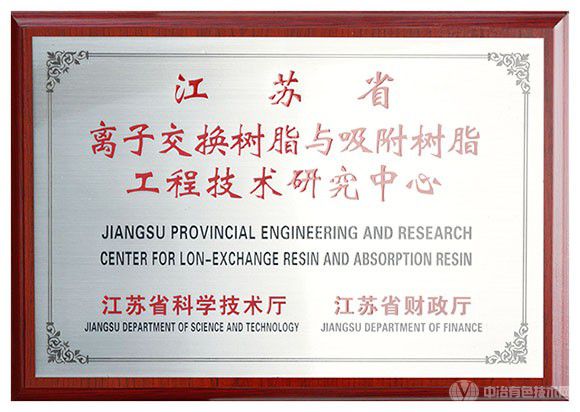 江苏省
离子交换树脂与吸附树脂
工程技术研究中心
JIANGSU PROVINCIAL ENGINEERING AND RESEARCH
CENTER FOR LON-EXCHANGE RESIN AND ABSORPTION RESIN
江苏省科学技术厅 江苏省财政厅
JIANGSU DEPARTMENT OF SCIENCE AND TECHNOLOGY JIANGSU DEPARTMENT OF FINANCE
中冶有色技术网